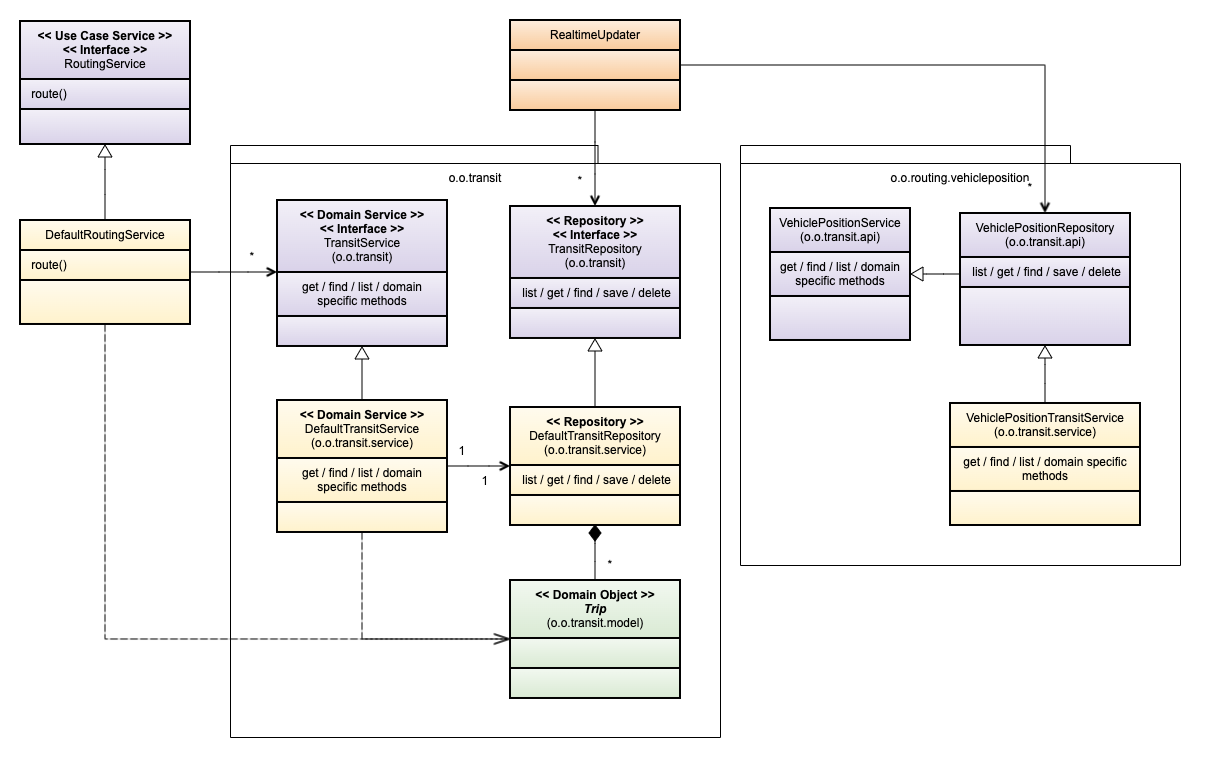 << Use Case Service >>
<< Interface >>
RoutingService
route()
RealtimeUpdater
DefaultRoutingService
route()
*
o.o.transit
*
<< Domain Service >>
<< Interface >>
TransitService
(o.o.transit)
get / find / list / domain
specific methods
<< Repository >>
<< Interface >>
TransitRepository
(o.o.transit)
list / get / find / save / delete
<< Domain Service >>
DefaultTransitService
(o.o.transit.service)
get / find / list / domain
specific methods
1
1
<< Repository >>
DefaultTransitRepository
(o.o.transit.service)
list / get / find / save / delete
*
<< Domain Object >>
Trip
(o.o.transit.model)
o.o.routing.vehicleposition
*
VehiclePositionService
(o.o.transit.api)
get / find / list / domain
specific methods
VehiclePositionRepository
(o.o.transit.api)
list / get / find / save / delete
VehiclePositionTransitService
(o.o.transit.service)
get / find / list / domain specific
methods